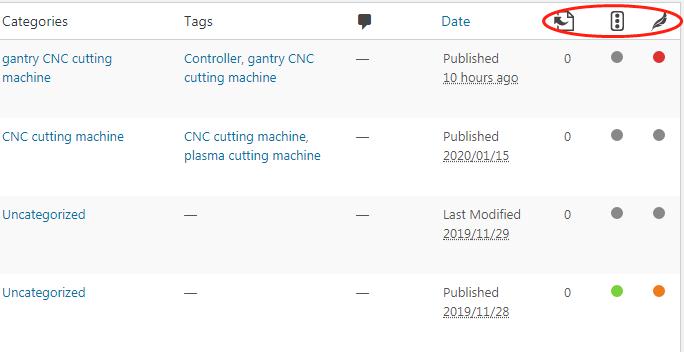 Categories Tags Date
gantry CNC cutting Controller, gantry CNC — Published 0
machine cutting machine 10 hours ago
CNC cutting machine CNC cutting machine, — Published 0
plasma cutting machine 2020/01/15
Uncategorized — — Last Modified 0
2019/11/29
Uncategorized — — Published 0
2019/11/28